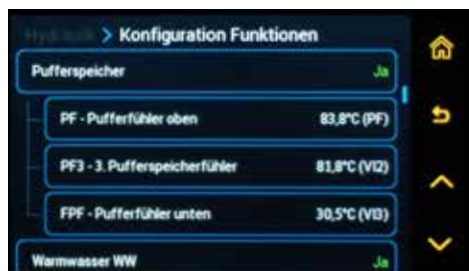 > Konfiguration Funktionen
Pufferspeicher Ja
PF - Pufferfühler oben 83,8°C (PF)
PF3 - 3. Pufferspeicherfühler 81,8°C (VI2)
FPF - Pufferfühler unten 30,5°C (VI3)
Warmwasser WW Ja